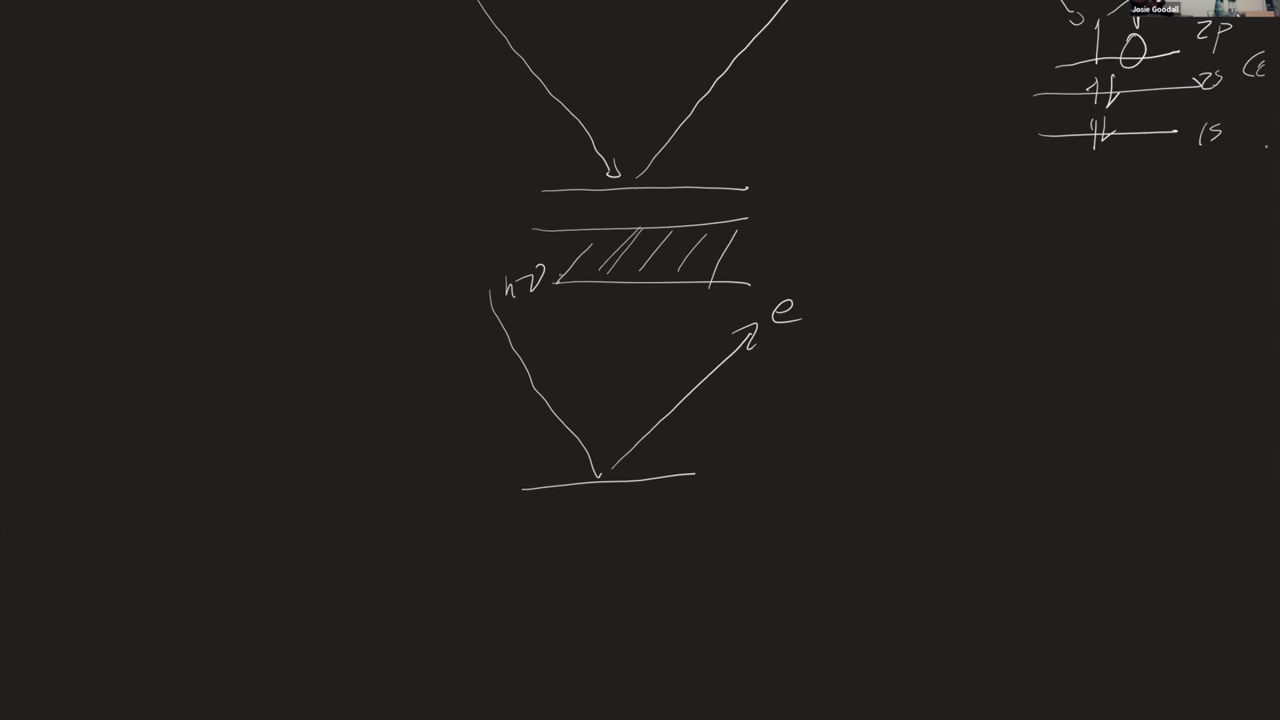 Josie Goodall
2p
2s
1s
hν
e